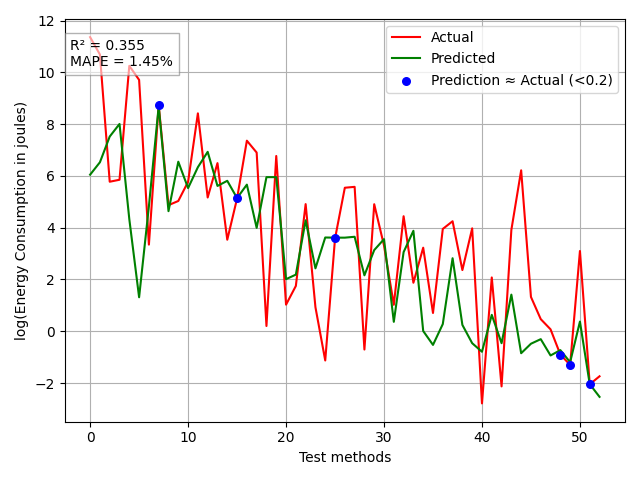 12
10
8
6
4
2
0
−2
log(Energy Consumption in joules)
R² = 0.355
MAPE = 1.45%
Actual
Predicted
Prediction ≈ Actual (<0.2)
0 10 20 30 40 50
Test methods